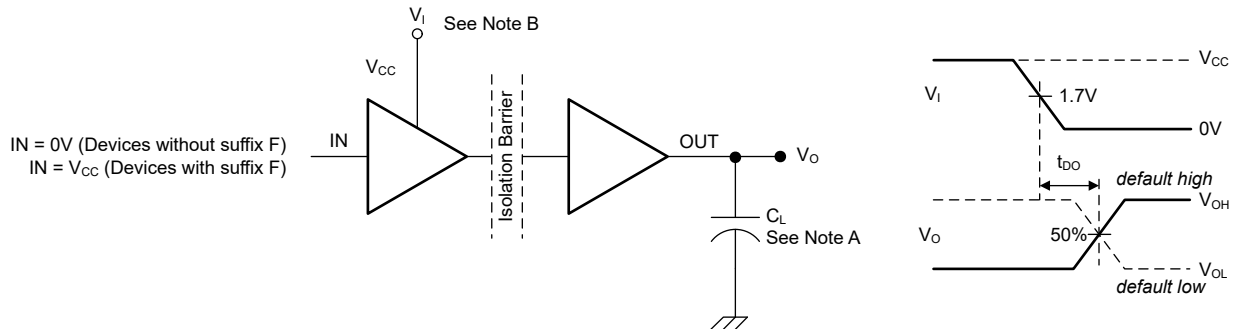 V_I See Note B
V_CC
IN = 0V (Devices without suffix F)
IN = V_CC (Devices with suffix F)
IN
Isolation Barrier
OUT
V_O
C_L
See Note A
V_CC
V_I
1.7V
0V
t_DO
default high
V_OH
V_O
50%
V_OL
default low